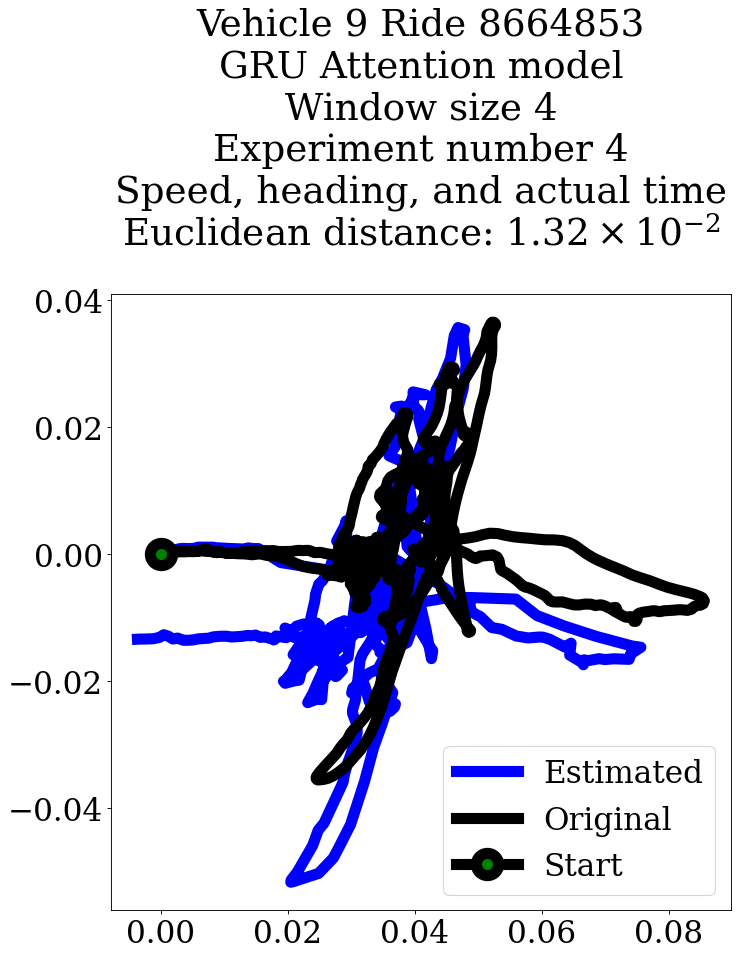 Vehicle 9 Ride 8664853
GRU Attention model
Window size 4
Experiment number 4
Speed, heading, and actual time
Euclidean distance: 1.32 × 10⁻²
0.04
0.02
0.00
−0.02
−0.04
Estimated
Original
Start
0.00 0.02 0.04 0.06 0.08